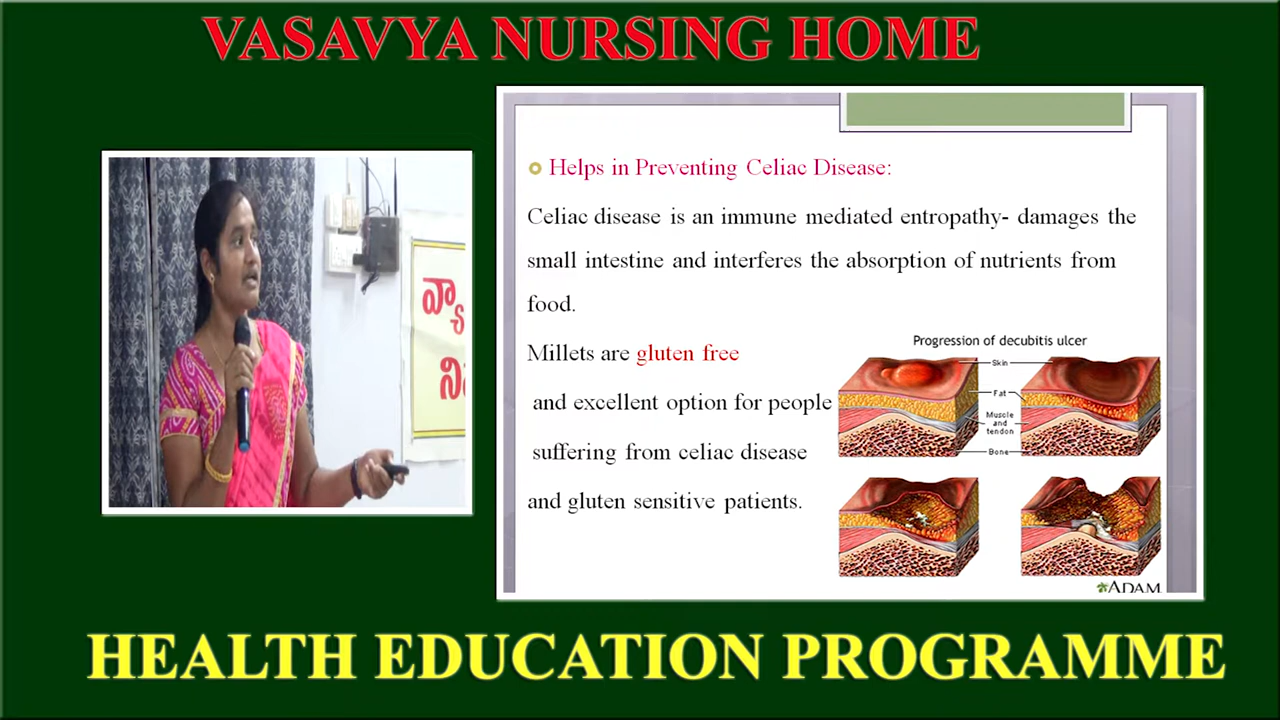 VASAVYA NURSING HOME
Helps in Preventing Celiac Disease:
Celiac disease is an immune mediated entropathy- damages the
small intestine and interferes the absorption of nutrients from
food.
Millets are gluten free
and excellent option for people
suffering from celiac disease
and gluten sensitive patients.
Progression of decubitis ulcer
Skin
Fat
Muscle
and
tendon
Bone
ADAM
వ్యా
ని
HEALTH EDUCATION PROGRAMME